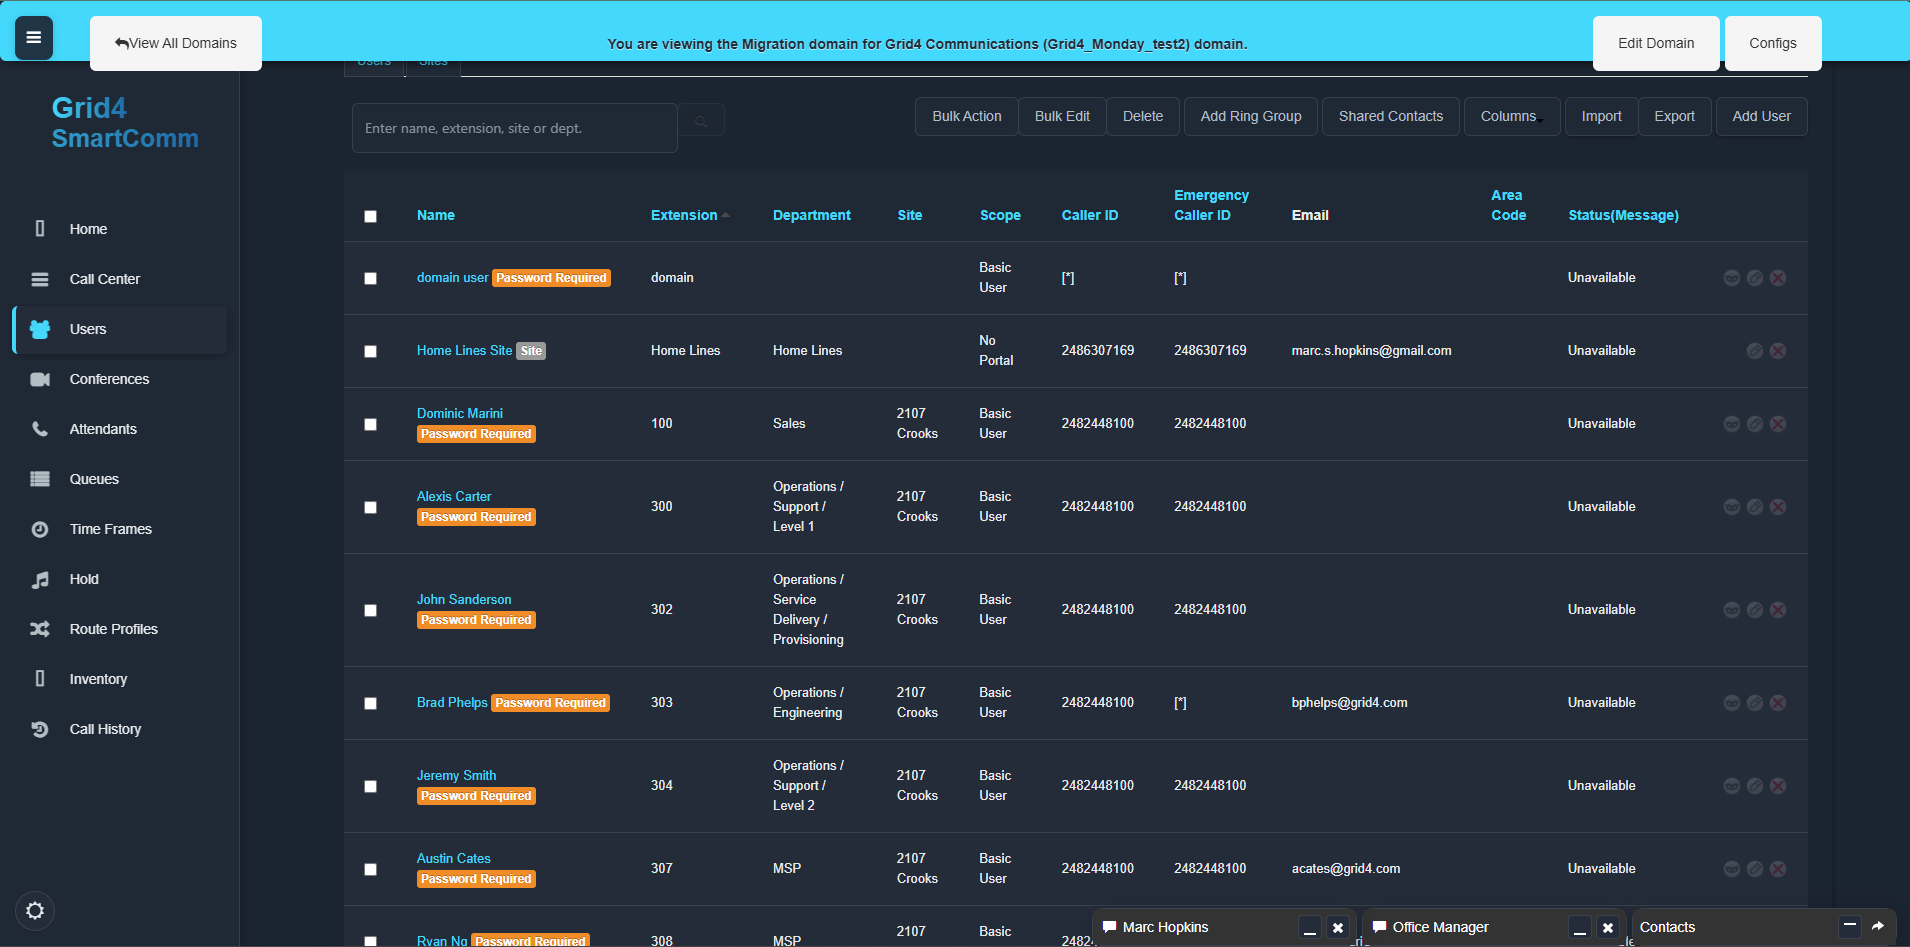 View All Domains
You are viewing the Migration domain for Grid4 Communications (Grid4_Monday_test2) domain.
Edit Domain
Configs
Users
Sites
Grid4
SmartComm
Home
Call Center
Users
Conferences
Attendants
Queues
Time Frames
Hold
Route Profiles
Inventory
Call History
Enter name, extension, site or dept.
Bulk Action
Bulk Edit
Delete
Add Ring Group
Shared Contacts
Columns
Import
Export
Add User
Name
Extension
Department
Site
Scope
Caller ID
Emergency
Caller ID
Email
Area
Code
Status(Message)
domain user Password Required
domain
Basic
User
[*]
[*]
Unavailable
Home Lines Site Site
Home Lines
Home Lines
No
Portal
2486307169
2486307169
marc.s.hopkins@gmail.com
Unavailable
Dominic Marini
Password Required
100
Sales
2107
Crooks
Basic
User
2482448100
2482448100
Unavailable
Alexis Carter
Password Required
300
Operations /
Support /
Level 1
2107
Crooks
Basic
User
2482448100
2482448100
Unavailable
John Sanderson
Password Required
302
Operations /
Service
Delivery /
Provisioning
2107
Crooks
Basic
User
2482448100
2482448100
Unavailable
Brad Phelps Password Required
303
Operations /
Engineering
2107
Crooks
Basic
User
2482448100
[*]
bphelps@grid4.com
Unavailable
Jeremy Smith
Password Required
304
Operations /
Support /
Level 2
2107
Crooks
Basic
User
2482448100
2482448100
Unavailable
Austin Cates
Password Required
307
MSP
2107
Crooks
Basic
User
2482448100
2482448100
acates@grid4.com
Unavailable
Ryan Ng Password Required
308
MSP
2107
Basic
User
Marc Hopkins
Office Manager
Contacts